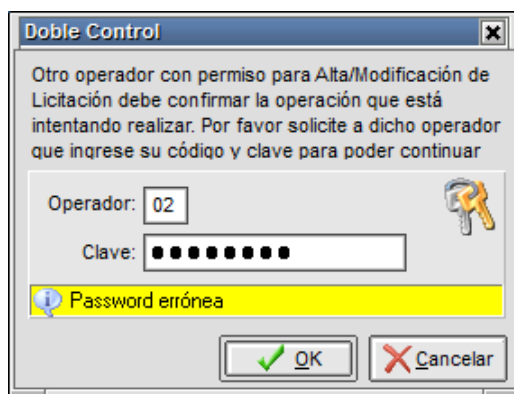 Doble Control
Otro operador con permiso para Alta/Modificación de
Licitación debe confirmar la operación que está
intentando realizar. Por favor solicite a dicho operador
que ingrese su código y clave para poder continuar
Operador: 02
Clave: ●●●●●●●●
Password errónea
OK Cancelar